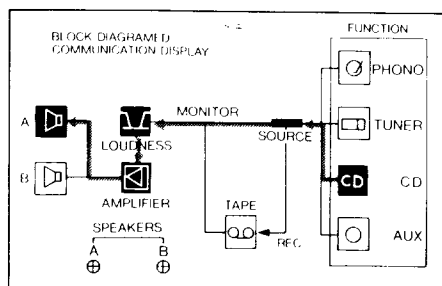 BLOCK DIAGRAMED
COMMUNICATION DISPLAY
FUNCTION
PHONO
MONITOR
SOURCE
TUNER
A
LOUDNESS
CD CD
B
AMPLIFIER
SPEAKERS
A B
TAPE
REC
AUX